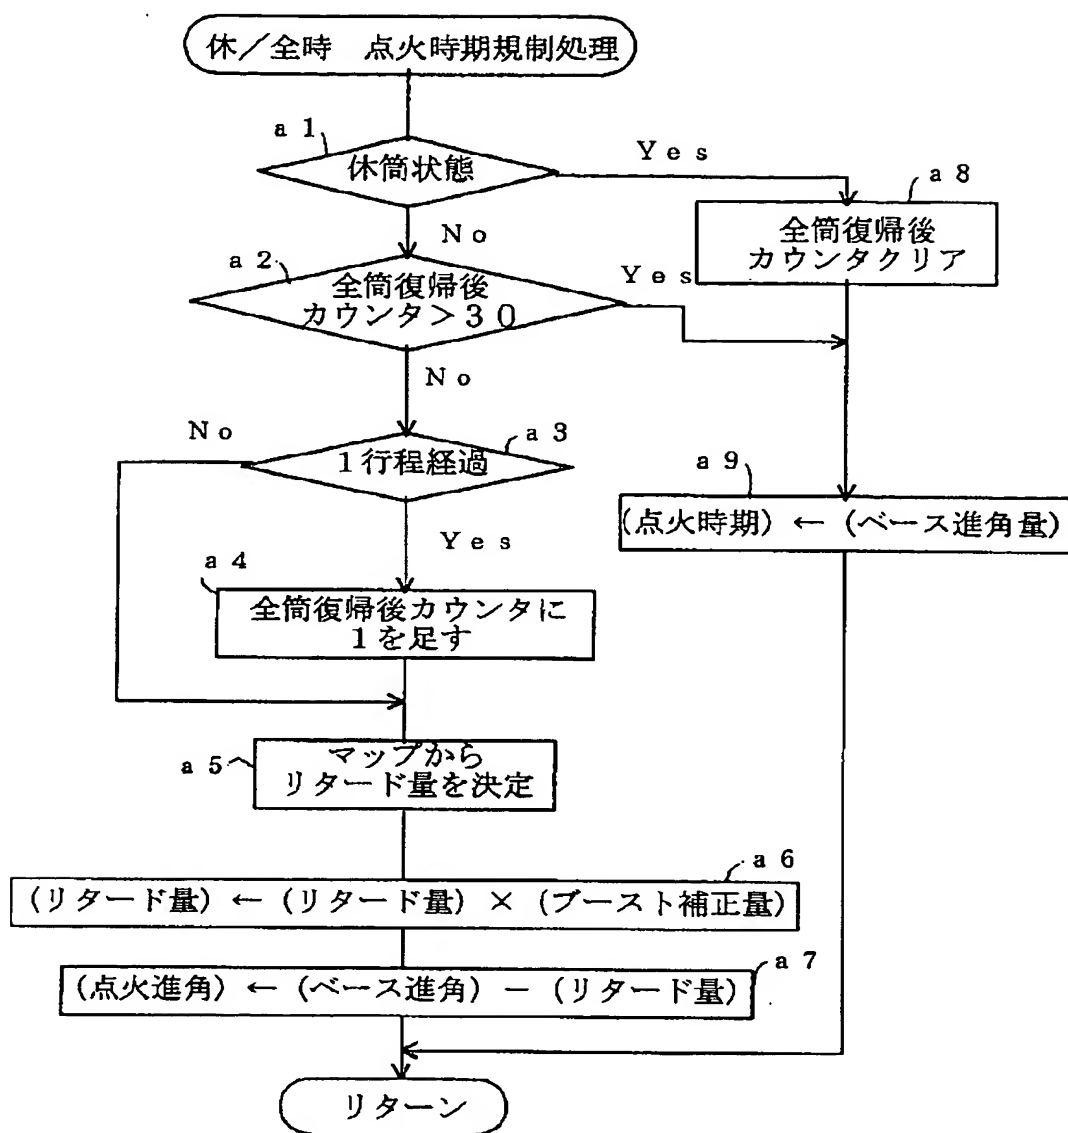 休／全時　点火時期規制処理
a 1
休筒状態
Yes
No
a 8
全筒復帰後
カウンタクリア
a 2
全筒復帰後
カウンタ＞３０
Yes
No
a 3
１行程経過
No
Yes
a 9
(点火時期) ← (ベース進角量)
a 4
全筒復帰後カウンタに
１を足す
a 5
マップから
リタード量を決定
a 6
(リタード量) ← (リタード量) × (ブースト補正量)
a 7
(点火進角) ← (ベース進角) − (リタード量)
リターン